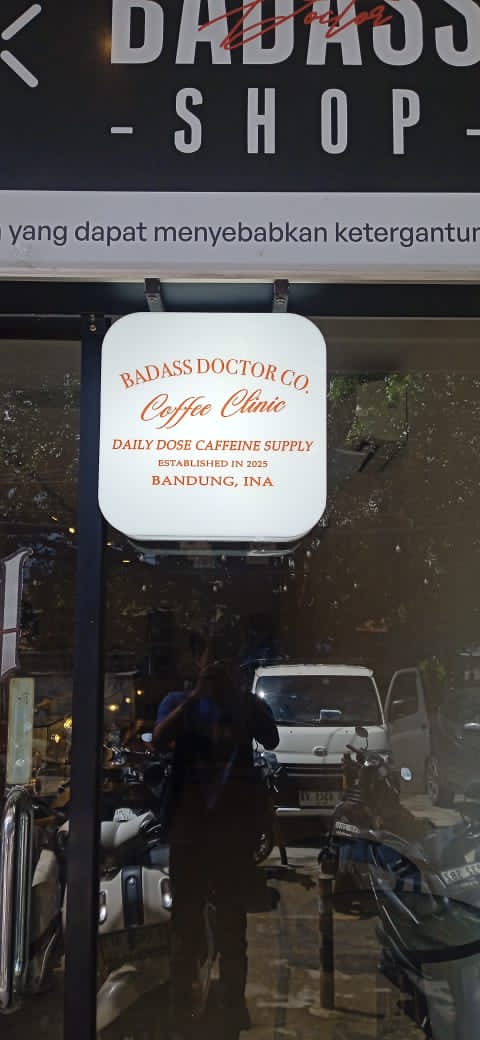 BADASS
Doctor
- SHOP -
yang dapat menyebabkan ketergantun
BADASS DOCTOR CO.
Coffee Clinic
DAILY DOSE CAFFEINE SUPPLY
ESTABLISHED IN 2025
BANDUNG, INA